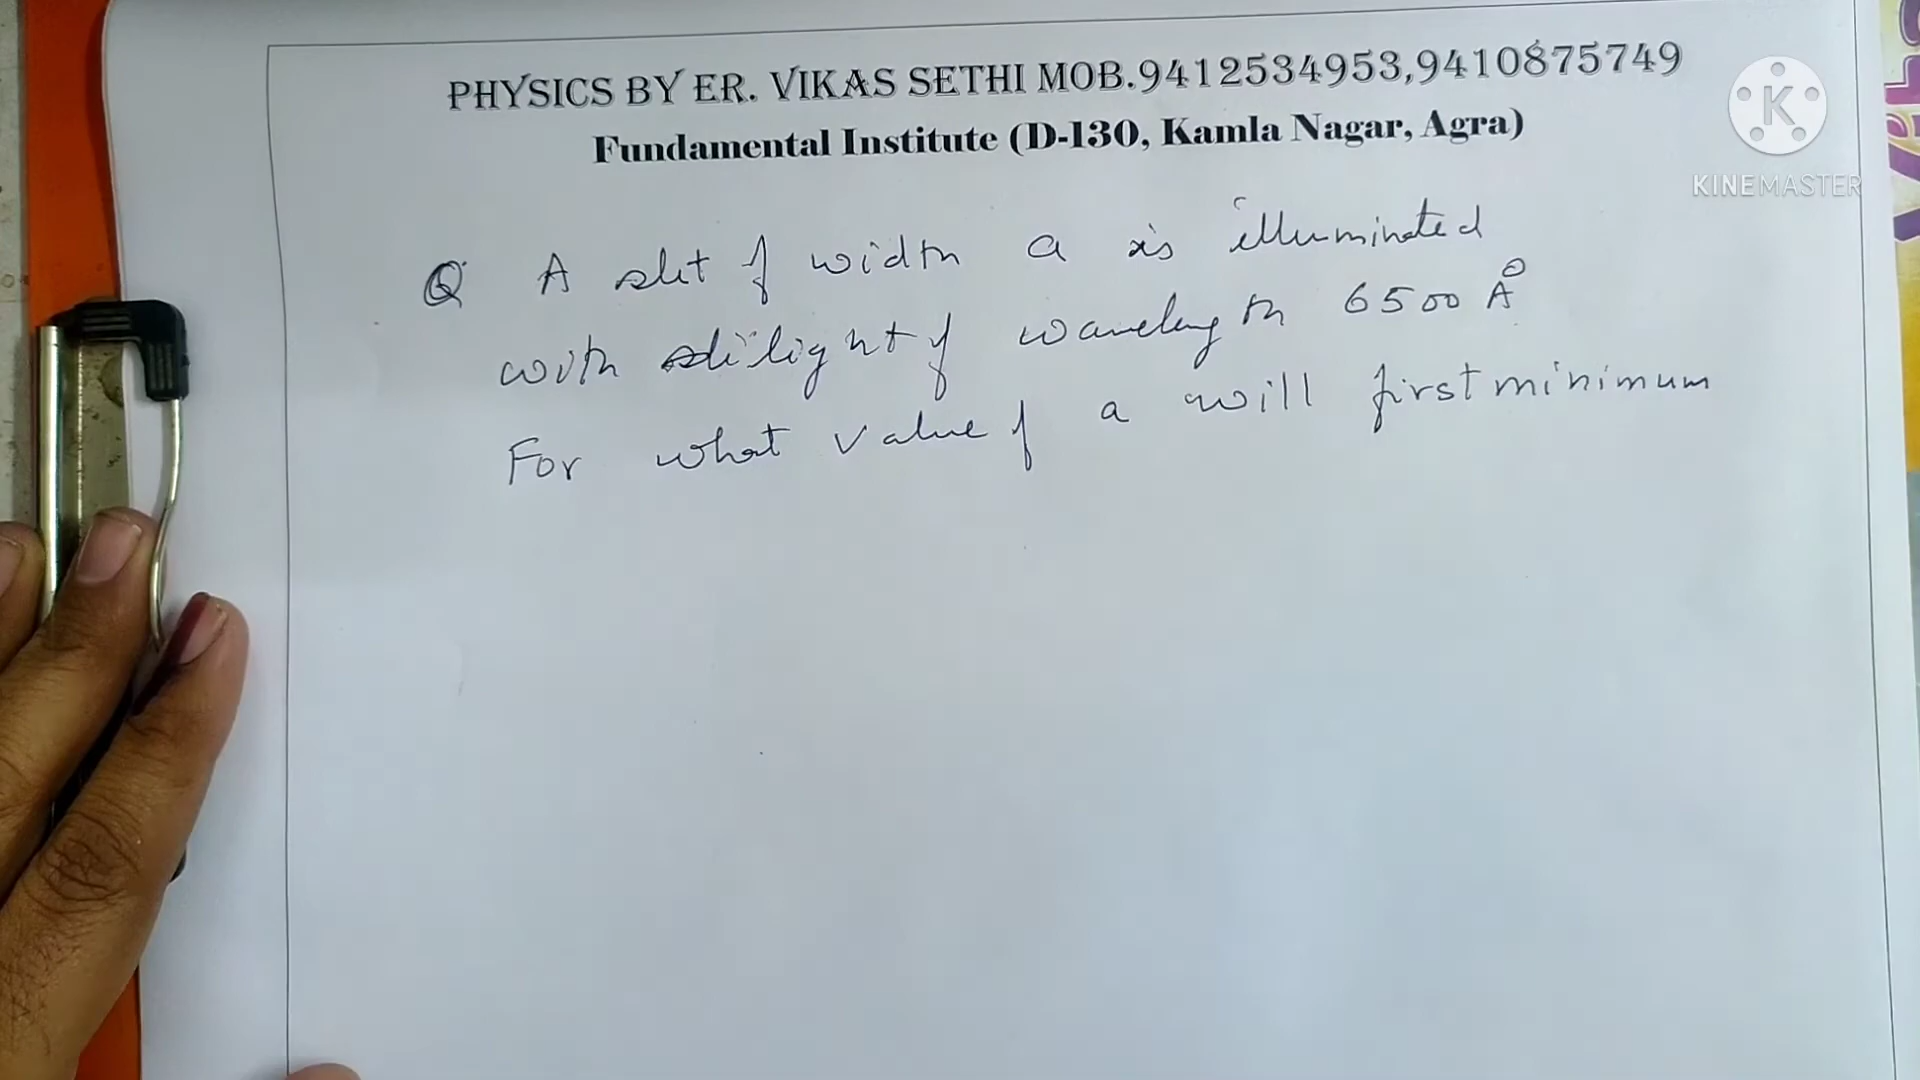 PHYSICS BY ER. VIKAS SETHI MOB.9412534953,9410875749
Fundamental Institute (D-130, Kamla Nagar, Agra)
K
KINEMASTER
Q A slit of width a is illuminated
with light of wavelength 6500 Å
For what value of a will first minimum